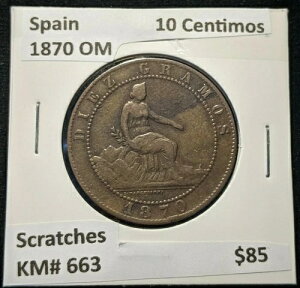 Spain 10 Centimos
1870 OM
DIEZ GRAMOS
1870
Scratches
KM# 663 $85